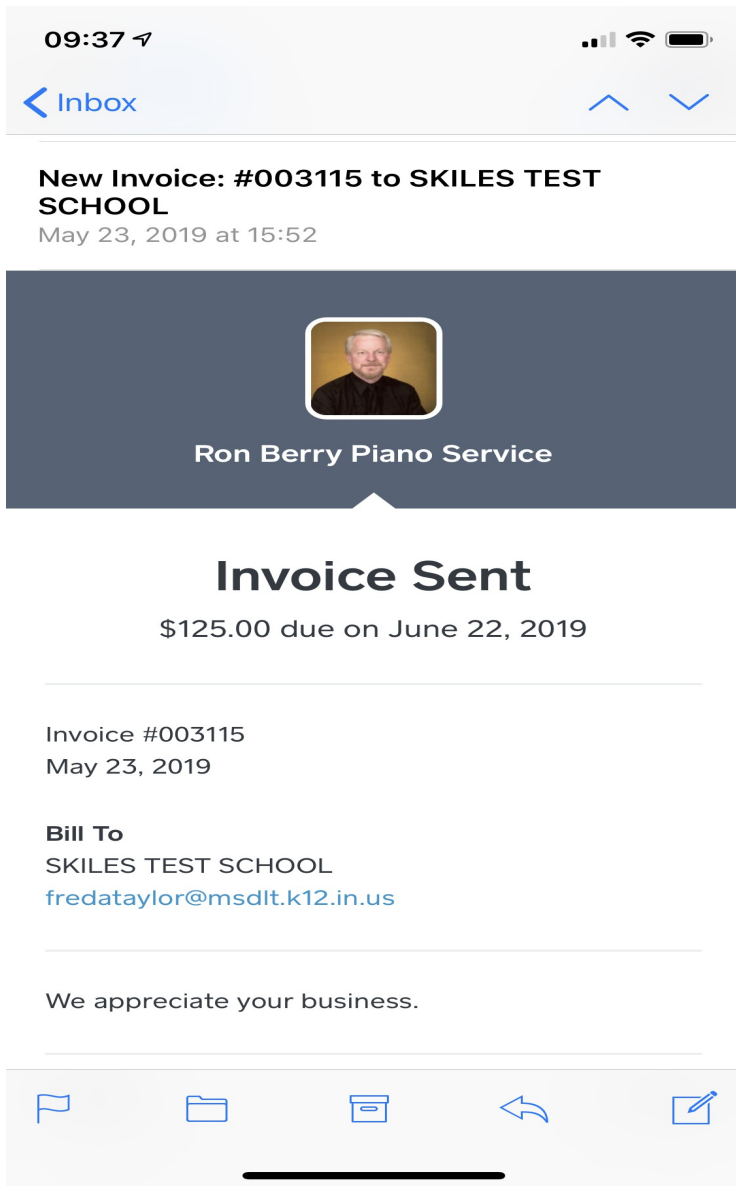 09:37
Inbox
New Invoice: #003115 to SKILES TEST
SCHOOL
May 23, 2019 at 15:52
Ron Berry Piano Service
Invoice Sent
$125.00 due on June 22, 2019
Invoice #003115
May 23, 2019
Bill To
SKILES TEST SCHOOL
fredataylor@msdlt.k12.in.us
We appreciate your business.